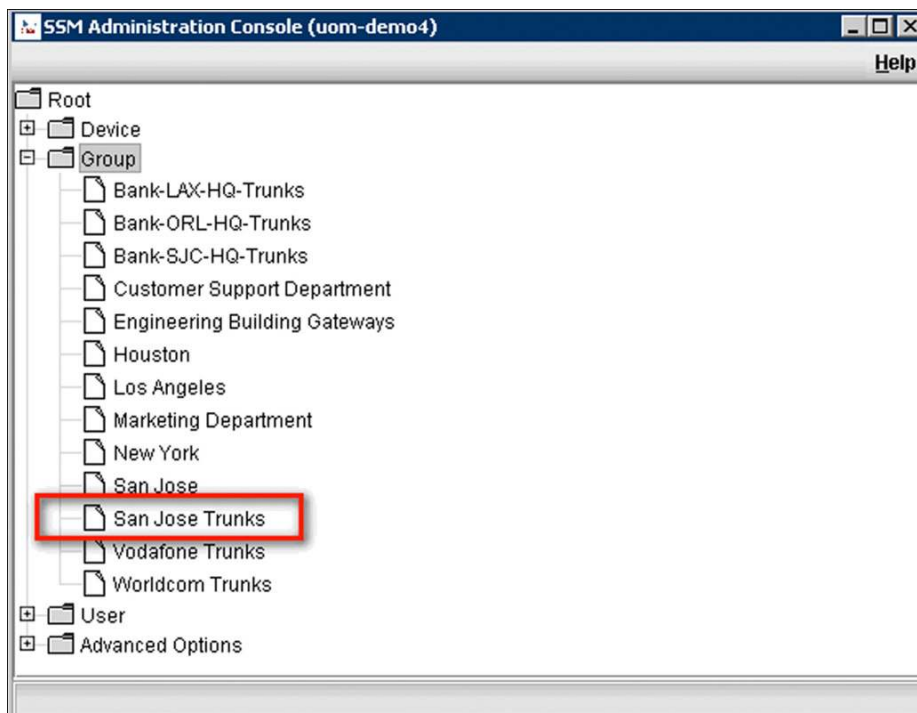 SSM Administration Console (uom-demo4)
Help
Root
Device
Group
Bank-LAX-HQ-Trunks
Bank-ORL-HQ-Trunks
Bank-SJC-HQ-Trunks
Customer Support Department
Engineering Building Gateways
Houston
Los Angeles
Marketing Department
New York
San Jose
San Jose Trunks
Vodafone Trunks
Worldcom Trunks
User
Advanced Options